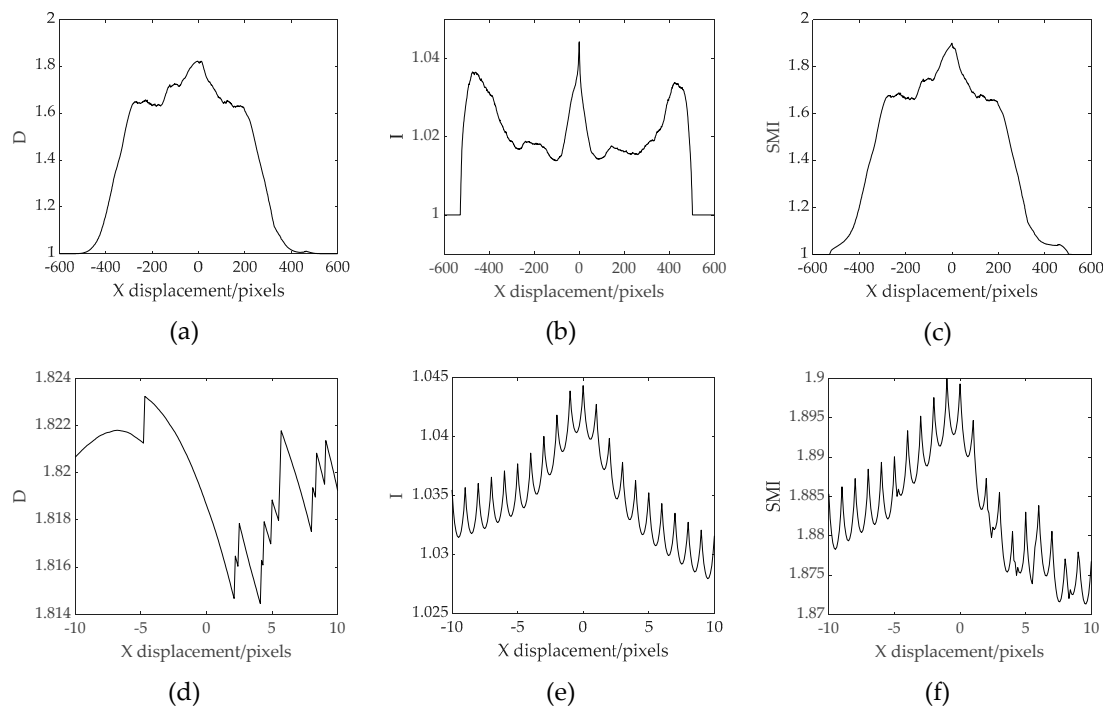 2
1.8
1.6
1.4
1.2
1
D
-600 -400 -200 0 200 400 600
X displacement/pixels
(a)
1.04
1.02
1
I
-600 -400 -200 0 200 400 600
X displacement/pixels
(b)
2
1.8
1.6
1.4
1.2
1
SMI
-600 -400 -200 0 200 400 600
X displacement/pixels
(c)
1.824
1.822
1.82
1.818
1.816
1.814
D
-10 -5 0 5 10
X displacement/pixels
(d)
1.045
1.04
1.035
1.03
1.025
I
-10 -5 0 5 10
X displacement/pixels
(e)
1.9
1.895
1.89
1.885
1.88
1.875
1.87
SMI
-10 -5 0 5 10
X displacement/pixels
(f)